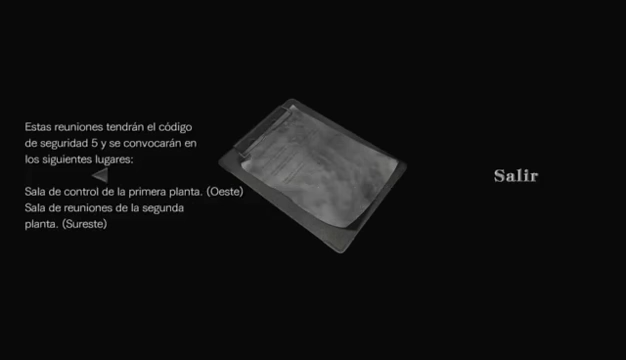 Estas reuniones tendrán el código
de seguridad 5 y se convocarán en
los siguientes lugares:
Sala de control de la primera planta. (Oeste)
Sala de reuniones de la segunda
planta. (Sureste)
Salir